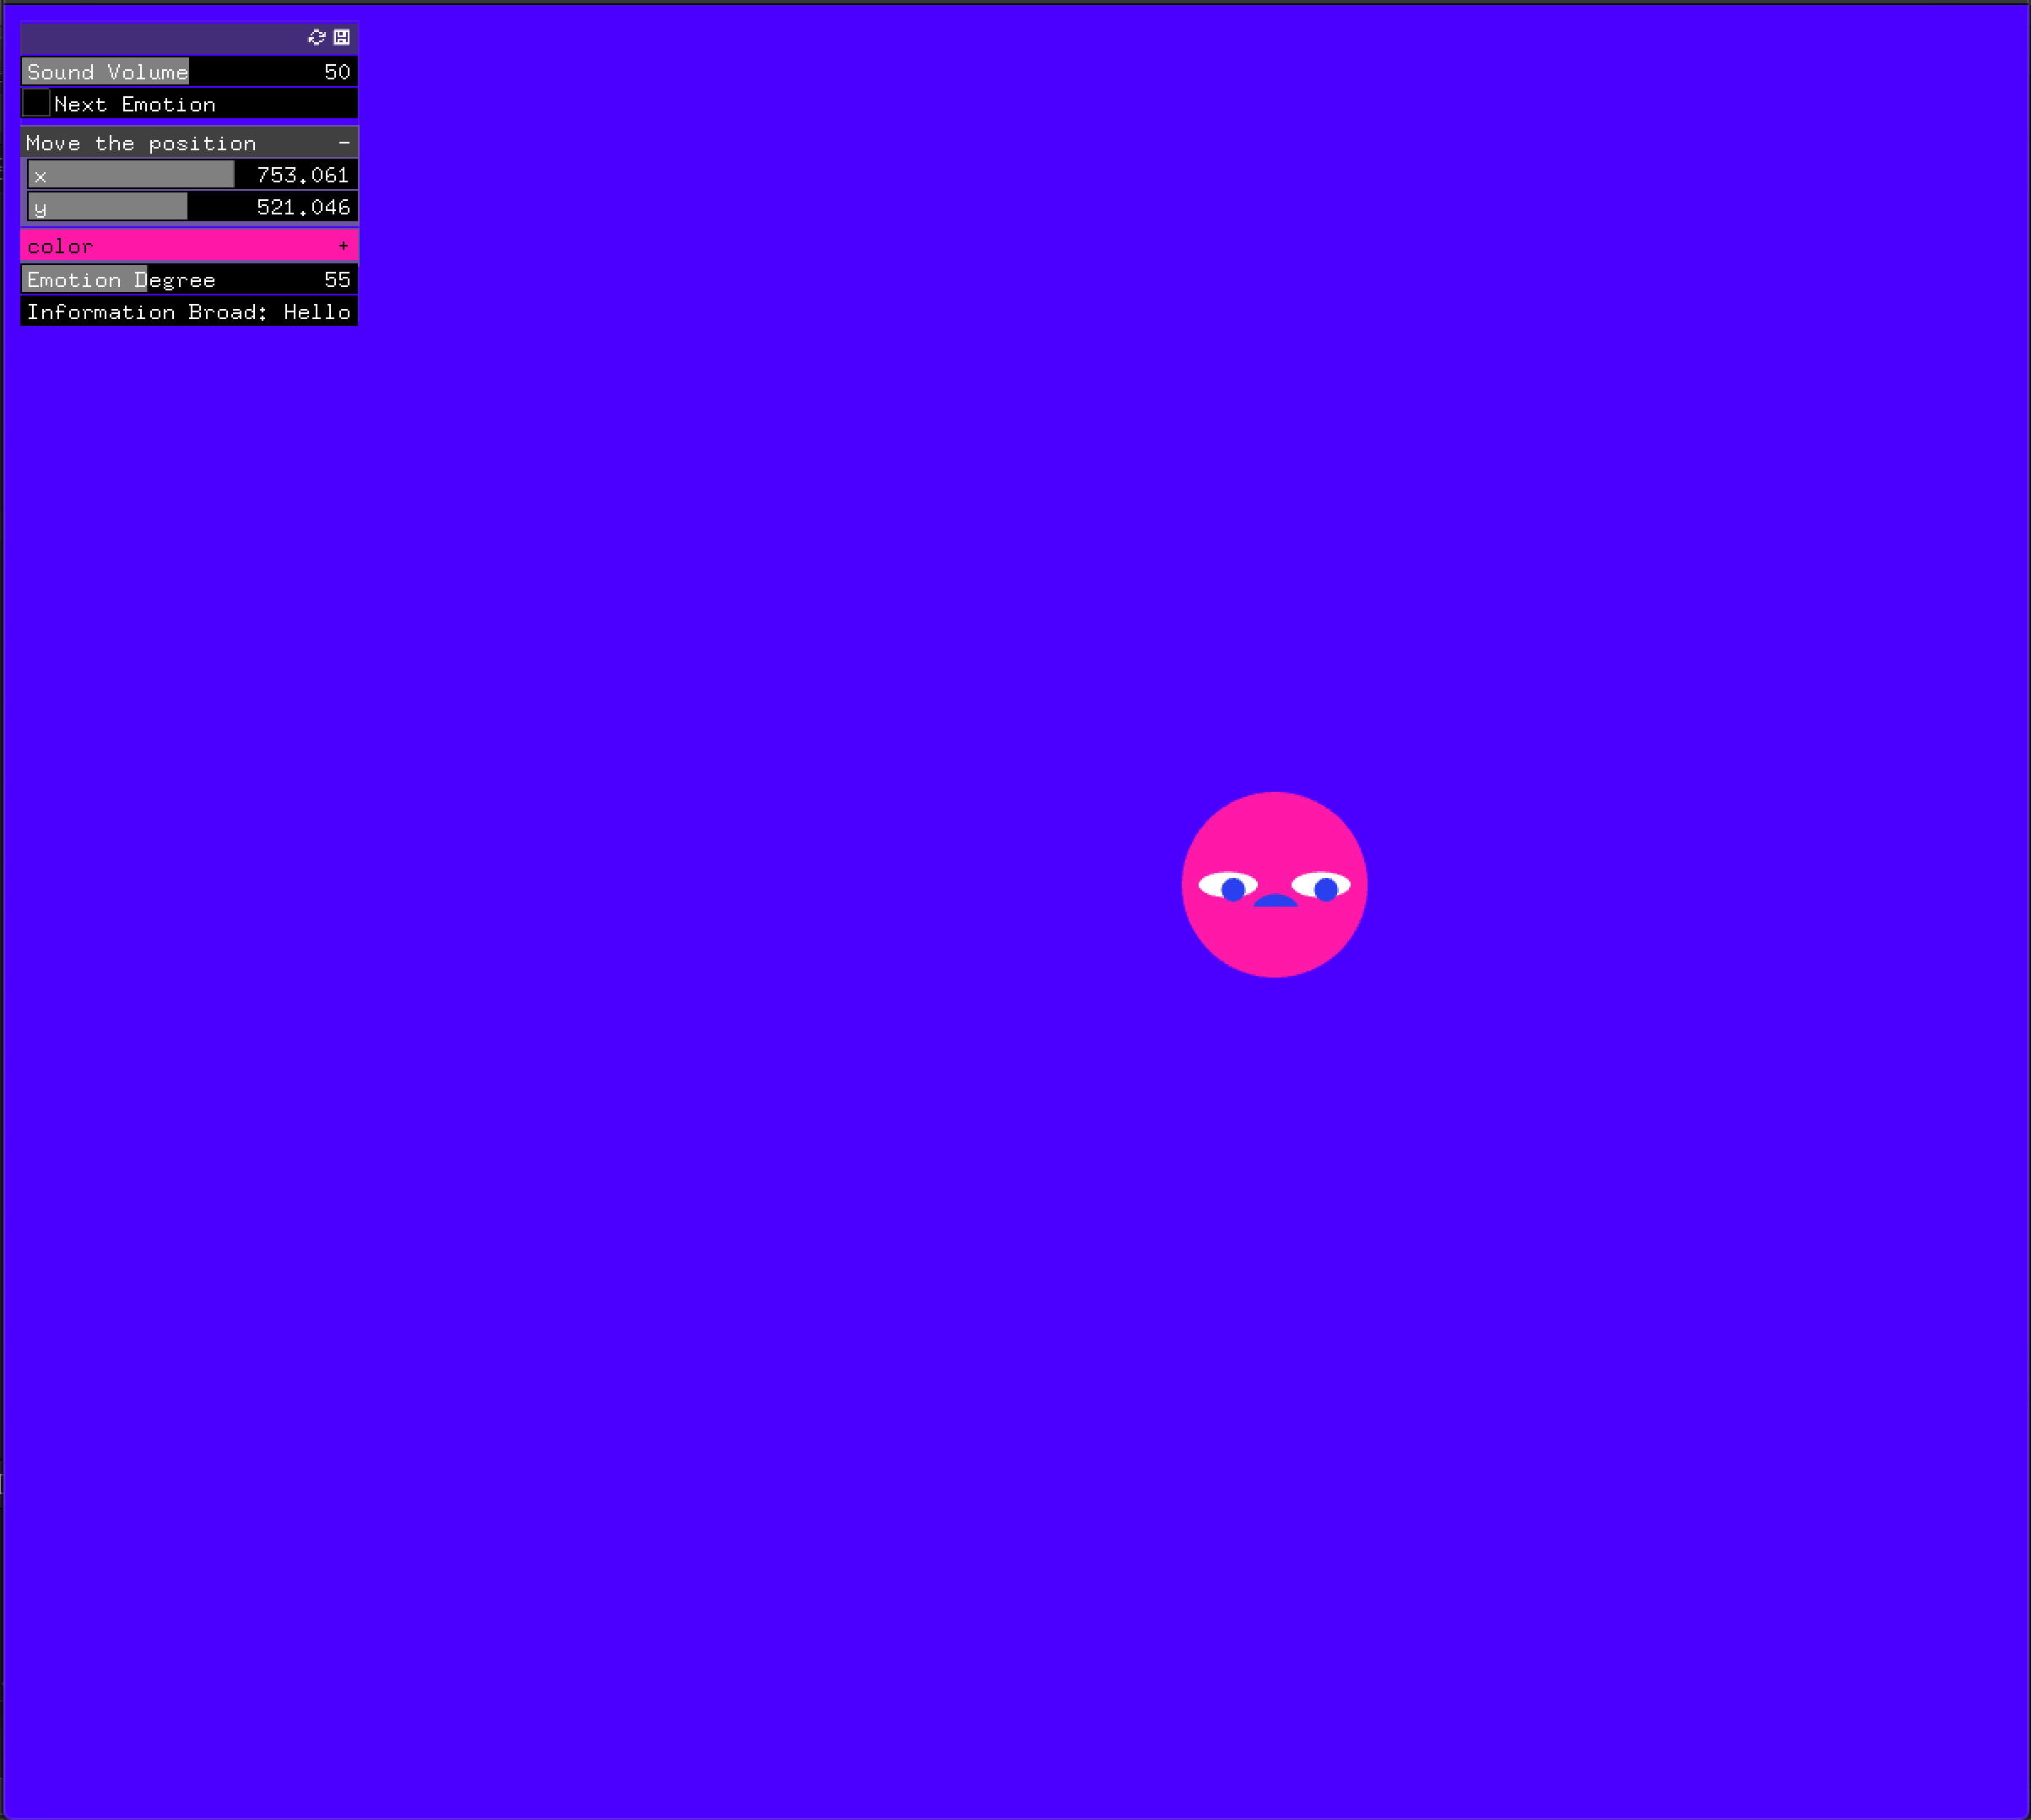 Sound Volume 50
Next Emotion
Move the position -
x 753.061
y 521.046
color +
Emotion Degree 55
Information Broad: Hello